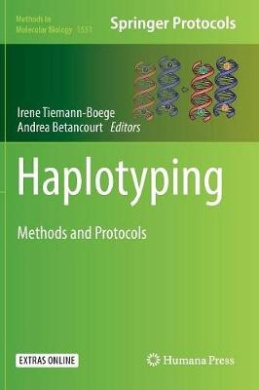 Methods in
Molecular Biology 1551
Springer Protocols
Irene Tiemann-Boege
Andrea Betancourt Editors
Haplotyping
Methods and Protocols
EXTRAS ONLINE
Humana Press